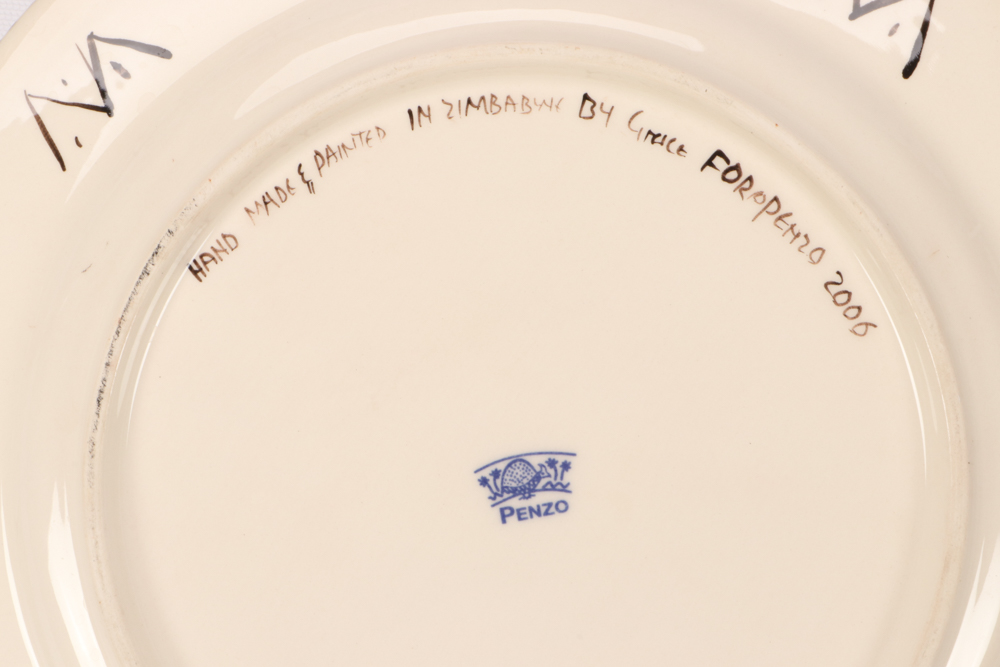 HAND MADE & PAINTED IN ZIMBABWE BY Grace FOR PENZO 2006
PENZO